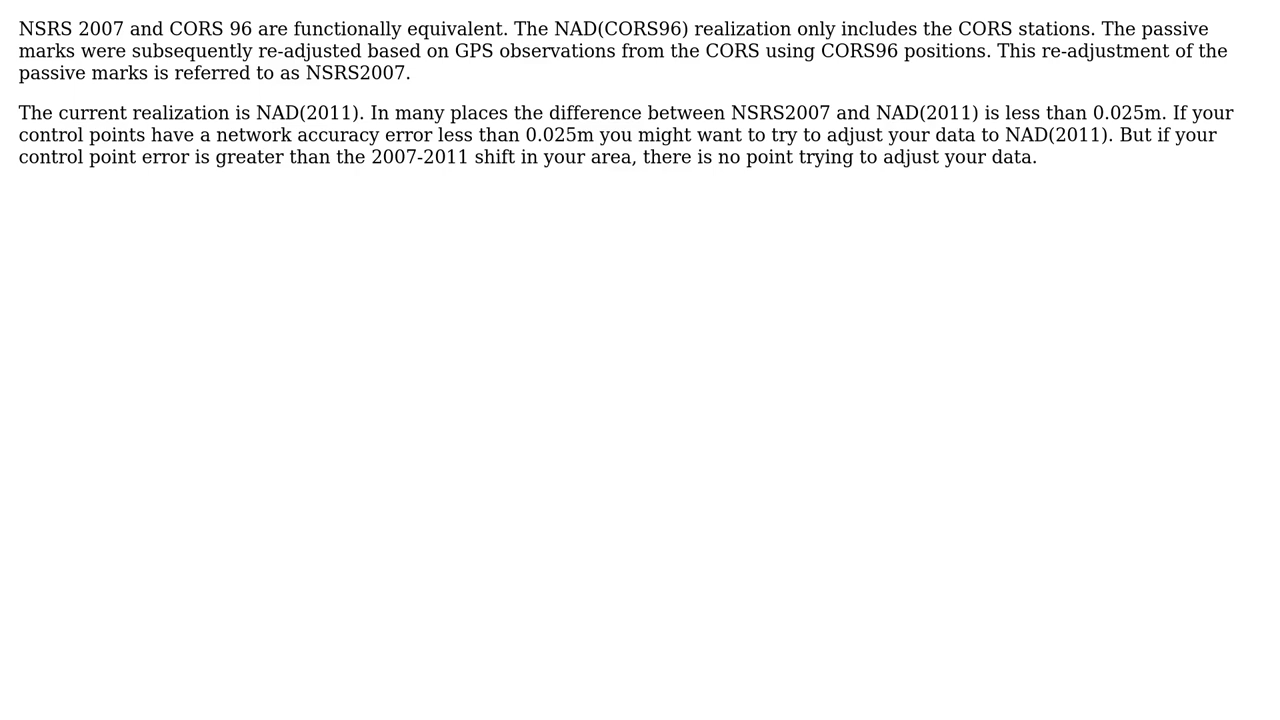 NSRS 2007 and CORS 96 are functionally equivalent. The NAD(CORS96) realization only includes the CORS stations. The passive
marks were subsequently re-adjusted based on GPS observations from the CORS using CORS96 positions. This re-adjustment of the
passive marks is referred to as NSRS2007.
The current realization is NAD(2011). In many places the difference between NSRS2007 and NAD(2011) is less than 0.025m. If your
control points have a network accuracy error less than 0.025m you might want to try to adjust your data to NAD(2011). But if your
control point error is greater than the 2007-2011 shift in your area, there is no point trying to adjust your data.